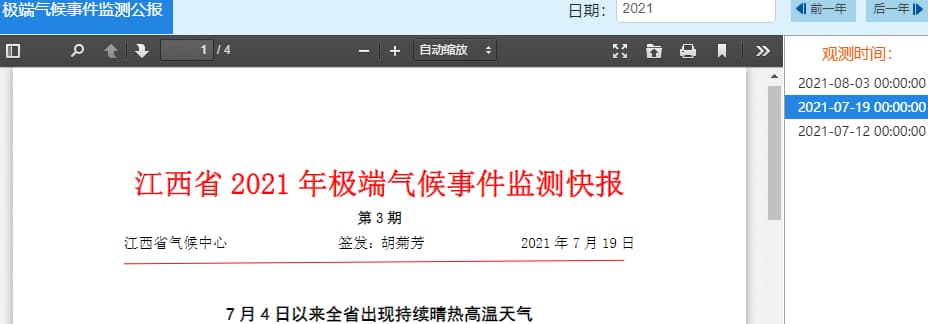 极端气候事件监测公报
日期：
2021
前一年
后一年
1 / 4
自动缩放
观测时间：
2021-08-03 00:00:00
2021-07-19 00:00:00
2021-07-12 00:00:00
江西省 2021 年极端气候事件监测快报
第 3 期
江西省气候中心 签发：胡菊芳 2021 年 7 月 19 日
7 月 4 日以来全省出现持续晴热高温天气